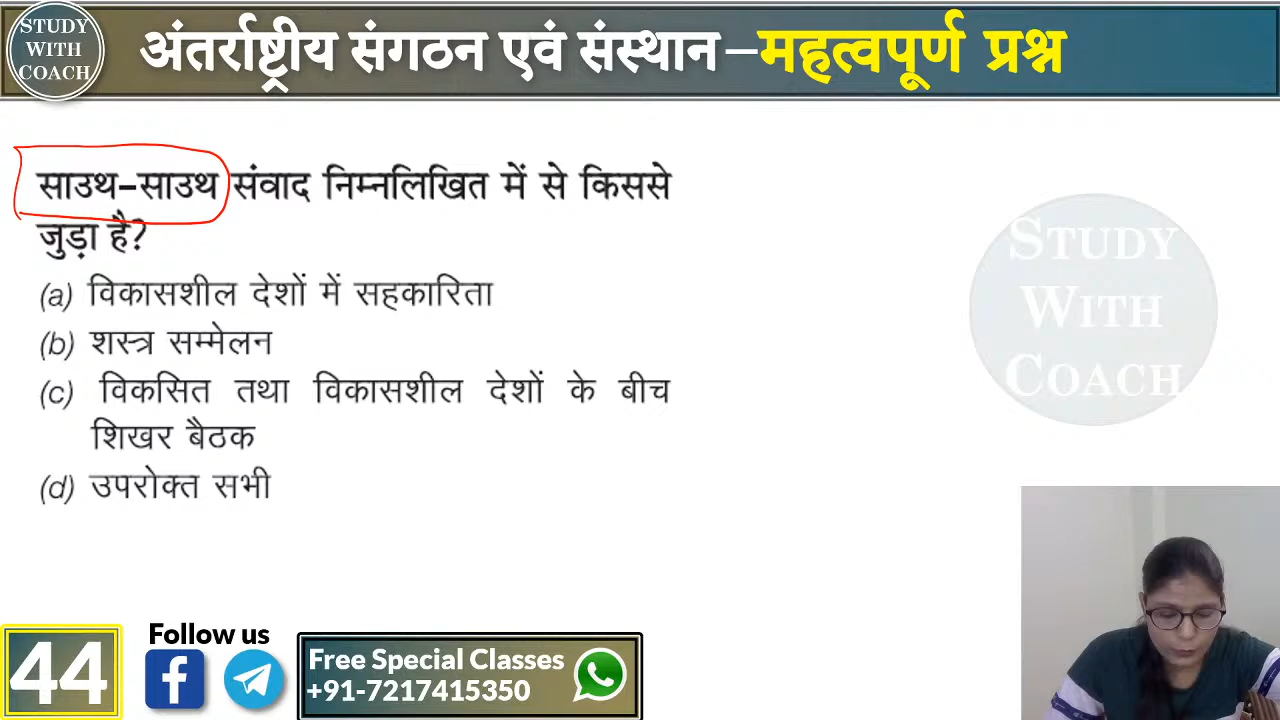 STUDY
WITH
COACH
अंतर्राष्ट्रीय संगठन एवं संस्थान–महत्वपूर्ण प्रश्न
साउथ–साउथ संवाद निम्नलिखित में से किससे
जुड़ा है?
(a) विकासशील देशों में सहकारिता
(b) शस्त्र सम्मेलन
(c) विकसित तथा विकासशील देशों के बीच
शिखर बैठक
(d) उपरोक्त सभी
STUDY
WITH
COACH
44
Follow us
Free Special Classes
+91-7217415350